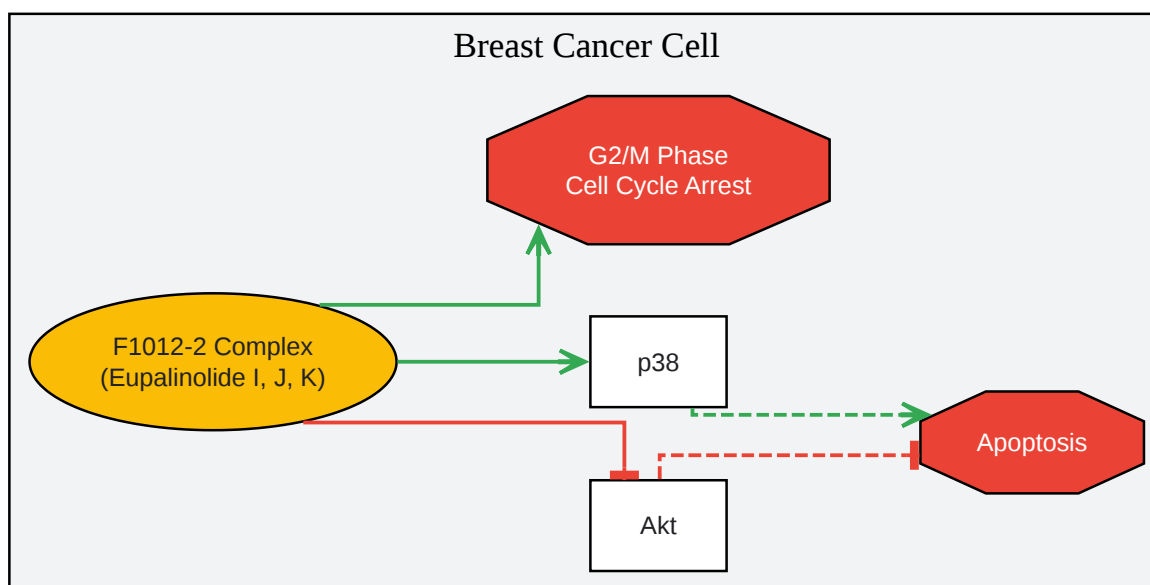 Breast Cancer Cell
G2/M Phase
Cell Cycle Arrest
F1012-2 Complex
(Eupalinolide I, J, K)
p38
Apoptosis
Akt